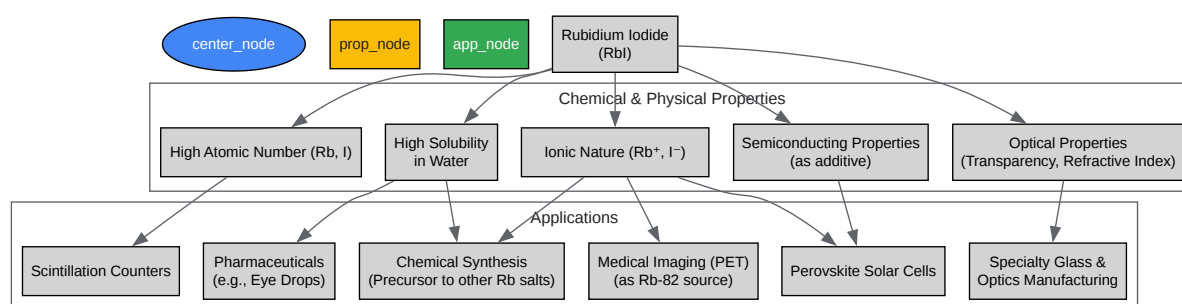 center_node
prop_node
app_node
Rubidium Iodide
(RbI)
Chemical & Physical Properties
High Atomic Number (Rb, I)
High Solubility
in Water
Ionic Nature (Rb⁺, I⁻)
Semiconducting Properties
(as additive)
Optical Properties
(Transparency, Refractive Index)
Applications
Scintillation Counters
Pharmaceuticals
(e.g., Eye Drops)
Chemical Synthesis
(Precursor to other Rb salts)
Medical Imaging (PET)
(as Rb-82 source)
Perovskite Solar Cells
Specialty Glass &
Optics Manufacturing